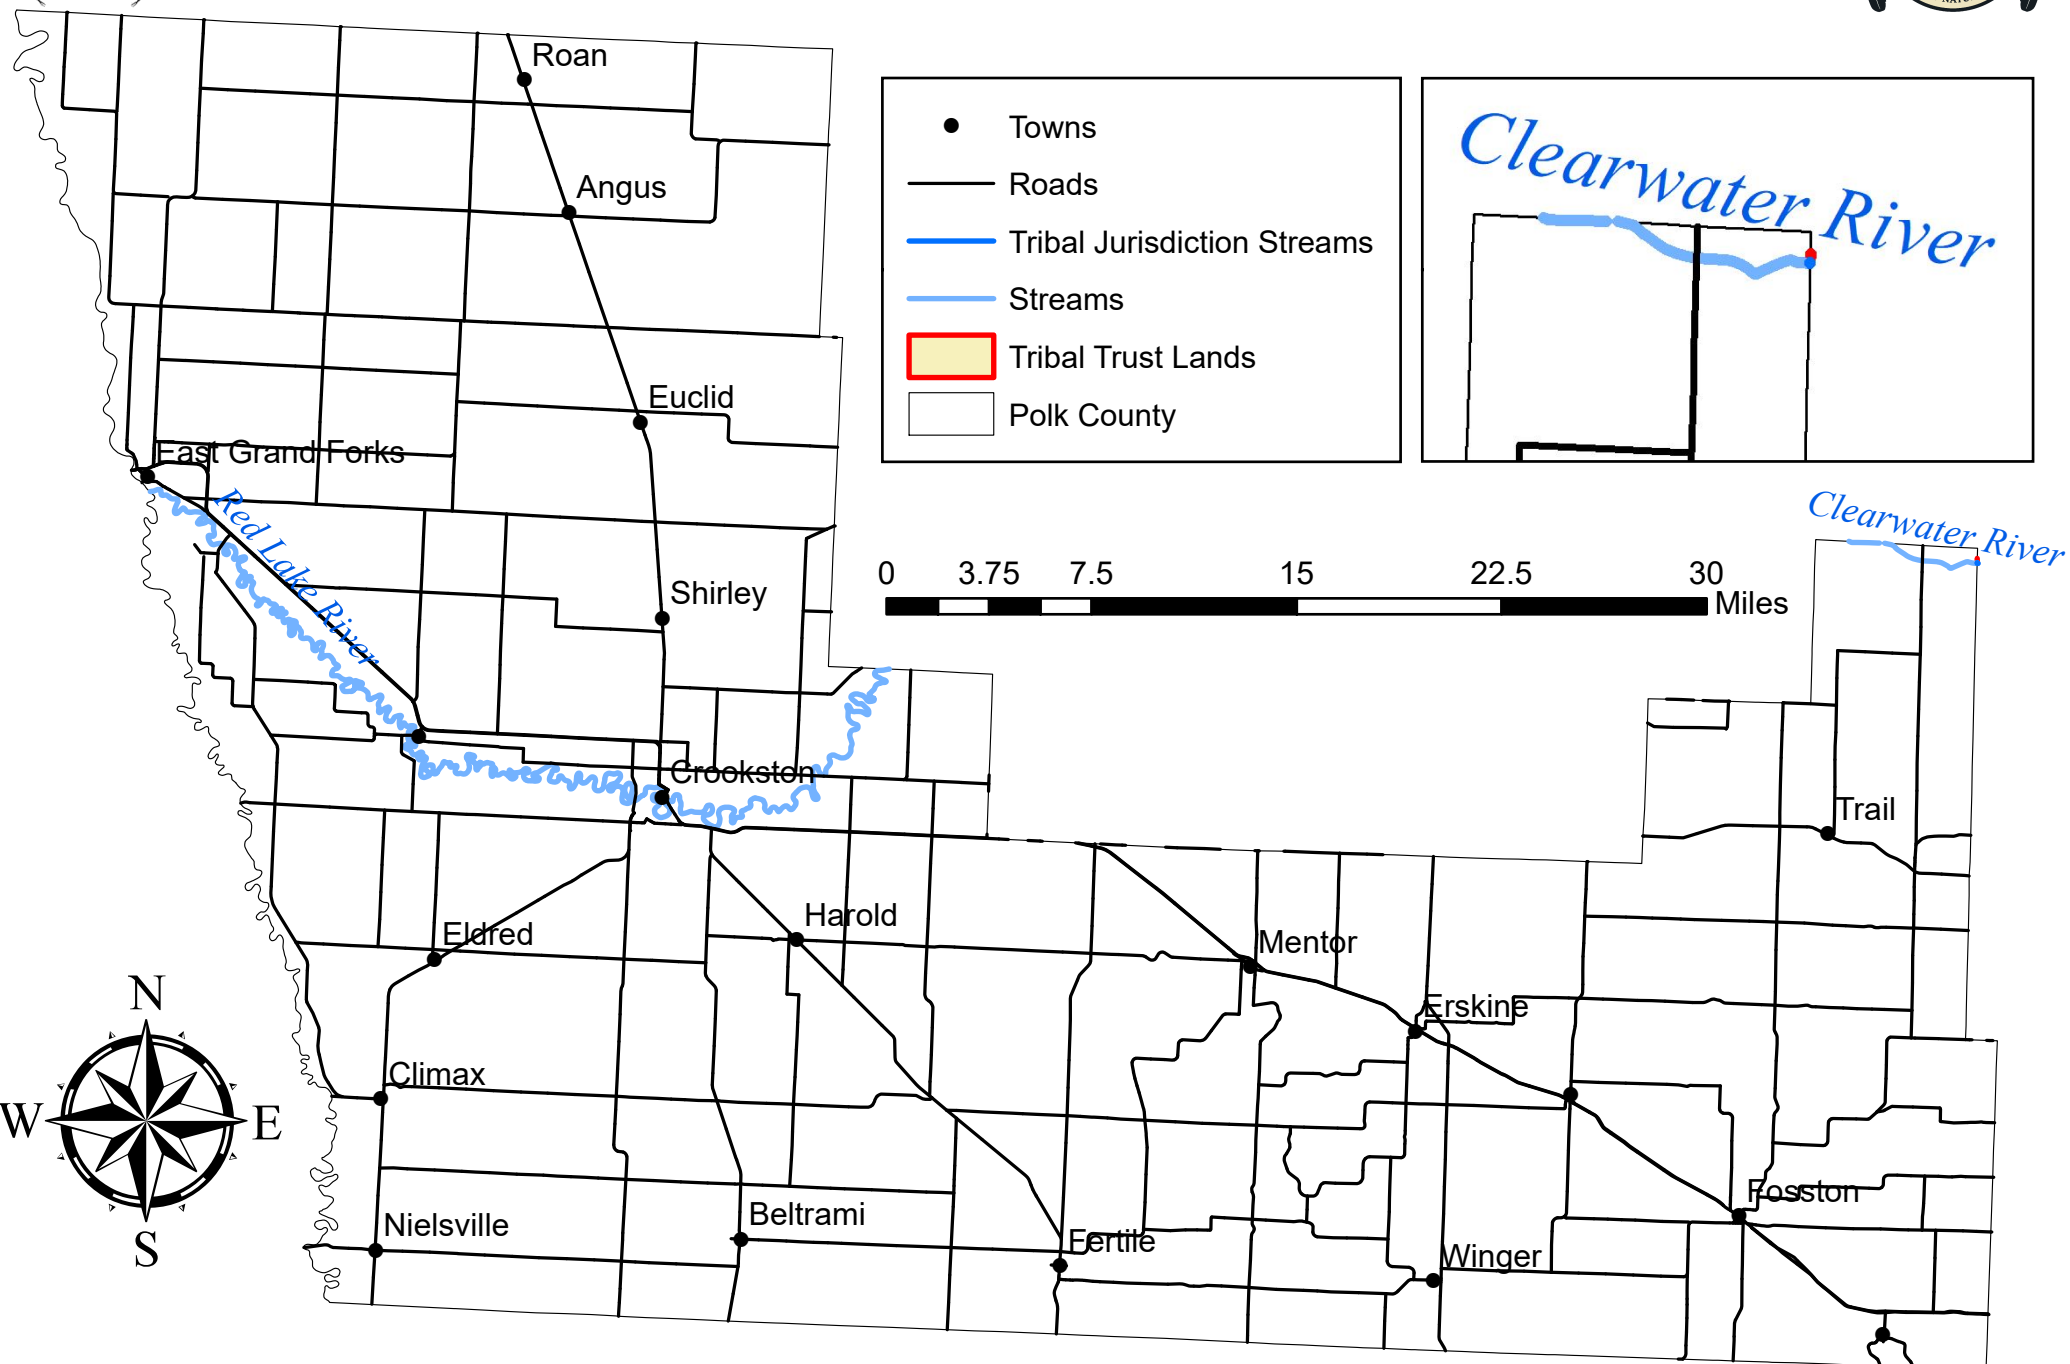 Roan
Angus
Towns
Roads
Tribal Jurisdiction Streams
Streams
Tribal Trust Lands
Polk County
Clearwater River
Euclid
East Grand Forks
Red Lake River
Clearwater River
0 3.75 7.5 15 22.5 30
Miles
Shirley
Crookston
Trail
Harold
Eldred
Mentor
Erskine
N
W E
S
Climax
Fosston
Nielsville
Beltrami
Fertile
Winger